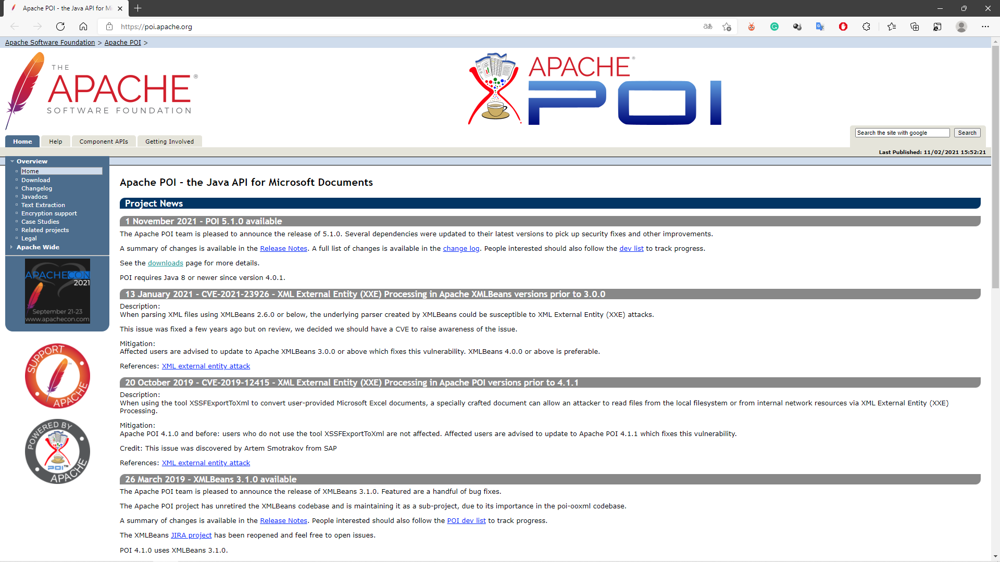 Apache POI - the Java API for Mi
https://poi.apache.org
Apache Software Foundation > Apache POI >
THE
APACHE®
SOFTWARE FOUNDATION
APACHE®
POI
Search the site with google Search
Home Help Component APIs Getting Involved
Last Published: 11/02/2021 15:52:21
Overview
Home
Download
Changelog
Javadocs
Text Extraction
Encryption support
Case Studies
Related projects
Legal
Apache Wide
APACHECON
2021
September 21-23
www.apachecon.com
SUPPORT
APACHE
POWERED BY
POI™
APACHE
Apache POI - the Java API for Microsoft Documents
Project News
1 November 2021 - POI 5.1.0 available
The Apache POI team is pleased to announce the release of 5.1.0. Several dependencies were updated to their latest versions to pick up security fixes and other improvements.
A summary of changes is available in the Release Notes. A full list of changes is available in the change log. People interested should also follow the dev list to track progress.
See the downloads page for more details.
POI requires Java 8 or newer since version 4.0.1.
13 January 2021 - CVE-2021-23926 - XML External Entity (XXE) Processing in Apache XMLBeans versions prior to 3.0.0
Description:
When parsing XML files using XMLBeans 2.6.0 or below, the underlying parser created by XMLBeans could be susceptible to XML External Entity (XXE) attacks.
This issue was fixed a few years ago but on review, we decided we should have a CVE to raise awareness of the issue.
Mitigation:
Affected users are advised to update to Apache XMLBeans 3.0.0 or above which fixes this vulnerability. XMLBeans 4.0.0 or above is preferable.
References: XML external entity attack
20 October 2019 - CVE-2019-12415 - XML External Entity (XXE) Processing in Apache POI versions prior to 4.1.1
Description:
When using the tool XSSFExportToXml to convert user-provided Microsoft Excel documents, a specially crafted document can allow an attacker to read files from the local filesystem or from internal network resources via XML External Entity (XXE)
Processing.
Mitigation:
Apache POI 4.1.0 and before: users who do not use the tool XSSFExportToXml are not affected. Affected users are advised to update to Apache POI 4.1.1 which fixes this vulnerability.
Credit: This issue was discovered by Artem Smotrakov from SAP
References: XML external entity attack
26 March 2019 - XMLBeans 3.1.0 available
The Apache POI team is pleased to announce the release of XMLBeans 3.1.0. Featured are a handful of bug fixes.
The Apache POI project has unretired the XMLBeans codebase and is maintaining it as a sub-project, due to its importance in the poi-ooxml codebase.
A summary of changes is available in the Release Notes. People interested should also follow the POI dev list to track progress.
The XMLBeans JIRA project has been reopened and feel free to open issues.
POI 4.1.0 uses XMLBeans 3.1.0.